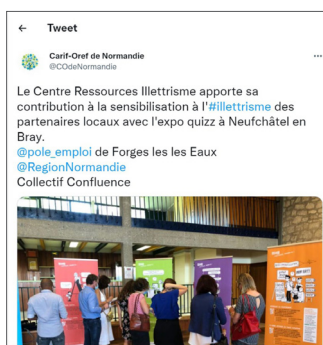 ← Tweet
Carif-Oref de Normandie
@COdeNormandie
Le Centre Ressources Illettrisme apporte sa
contribution à la sensibilisation à l'#illettrisme des
partenaires locaux avec l'expo quizz à Neufchâtel en
Bray.
@pole_emploi de Forges les les Eaux
@RegionNormandie
Collectif Confluence